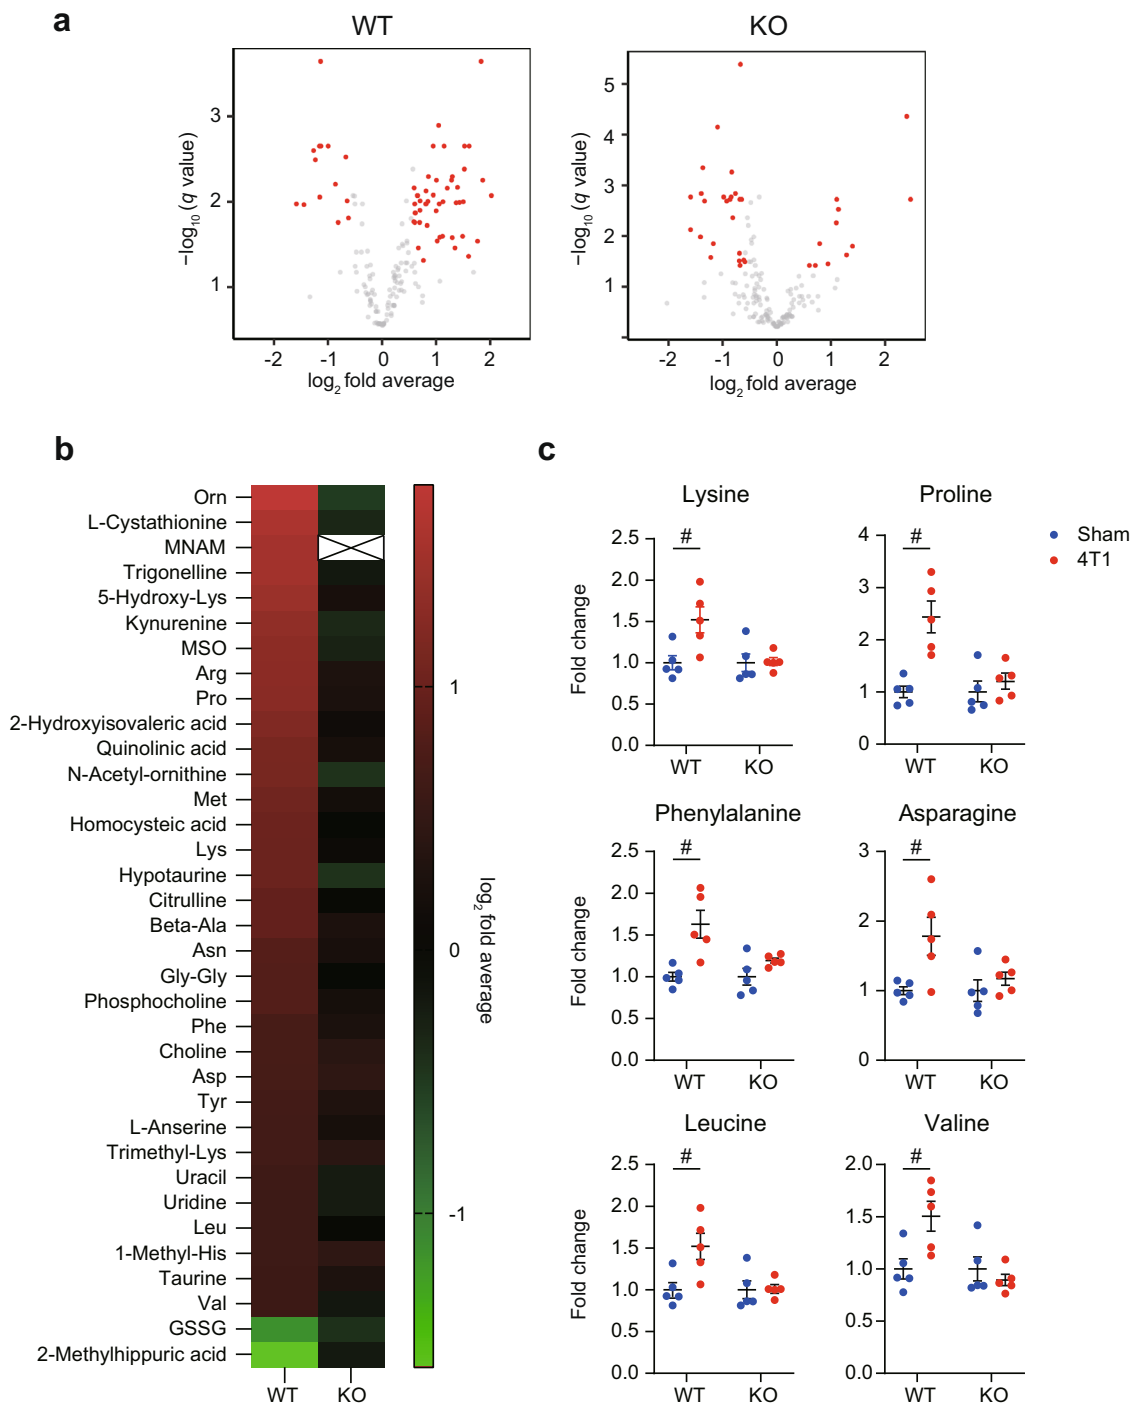 a
WT
KO
−log10 (q value)
3
2
1
-2 -1 0 1 2
log2 fold average
−log10 (q value)
5
4
3
2
1
-2 -1 0 1 2
log2 fold average
b
Orn
L-Cystathionine
MNAM
Trigonelline
5-Hydroxy-Lys
Kynurenine
MSO
Arg
Pro
2-Hydroxyisovaleric acid
Quinolinic acid
N-Acetyl-ornithine
Met
Homocysteic acid
Lys
Hypotaurine
Citrulline
Beta-Ala
Asn
Gly-Gly
Phosphocholine
Phe
Choline
Asp
Tyr
L-Anserine
Trimethyl-Lys
Uracil
Uridine
Leu
1-Methyl-His
Taurine
Val
GSSG
2-Methylhippuric acid
WT KO
1
0
-1
log2 fold average
c
Lysine
#
Fold change
2.5
2.0
1.5
1.0
0.5
0.0
WT KO
Proline
#
4
3
2
1
0
WT KO
Sham
4T1
Phenylalanine
#
Fold change
2.5
2.0
1.5
1.0
0.5
0.0
WT KO
Asparagine
#
3
2
1
0
WT KO
Leucine
#
Fold change
2.5
2.0
1.5
1.0
0.5
0.0
WT KO
Valine
#
2.0
1.5
1.0
0.5
0
WT KO